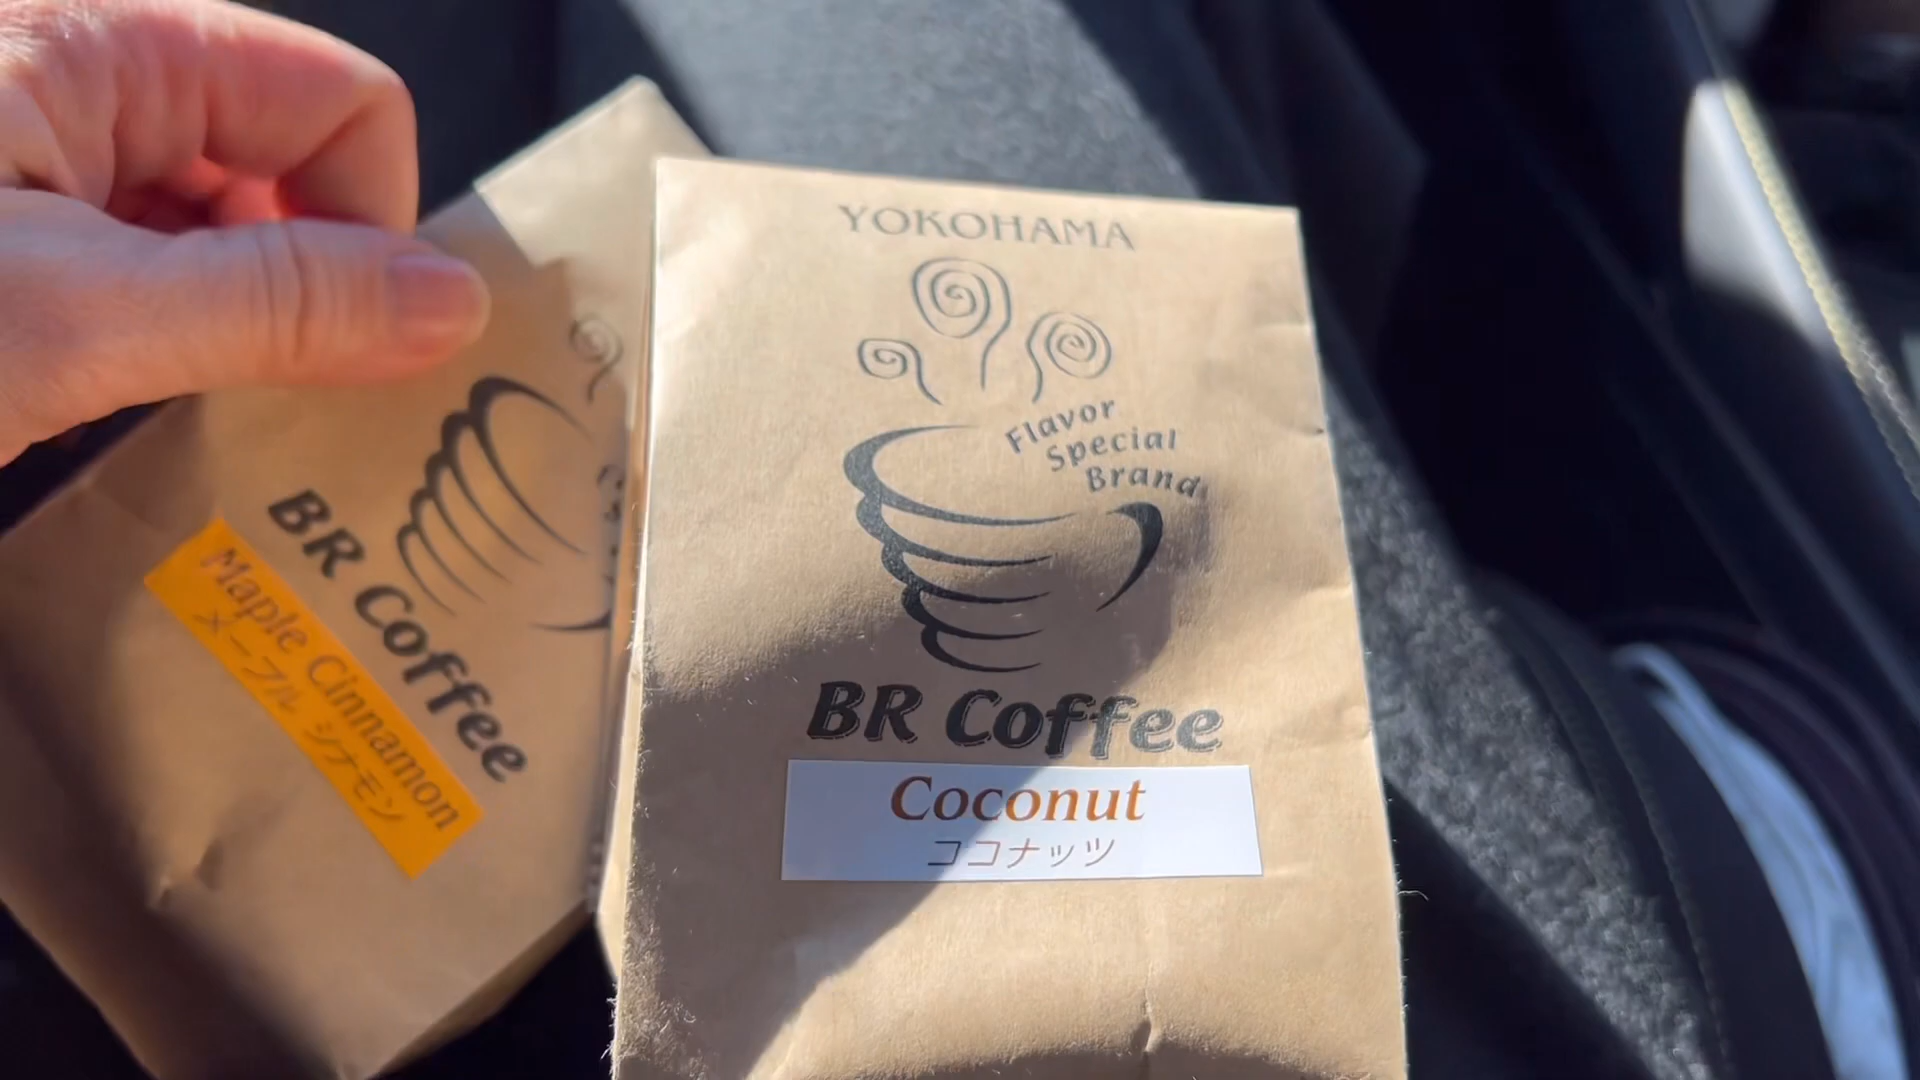 YOKOHAMA
Flavor
Special
Brand
BR Coffee
Coconut
ココナッツ
BR Coffee
Maple Cinnamon
メープル シナモン